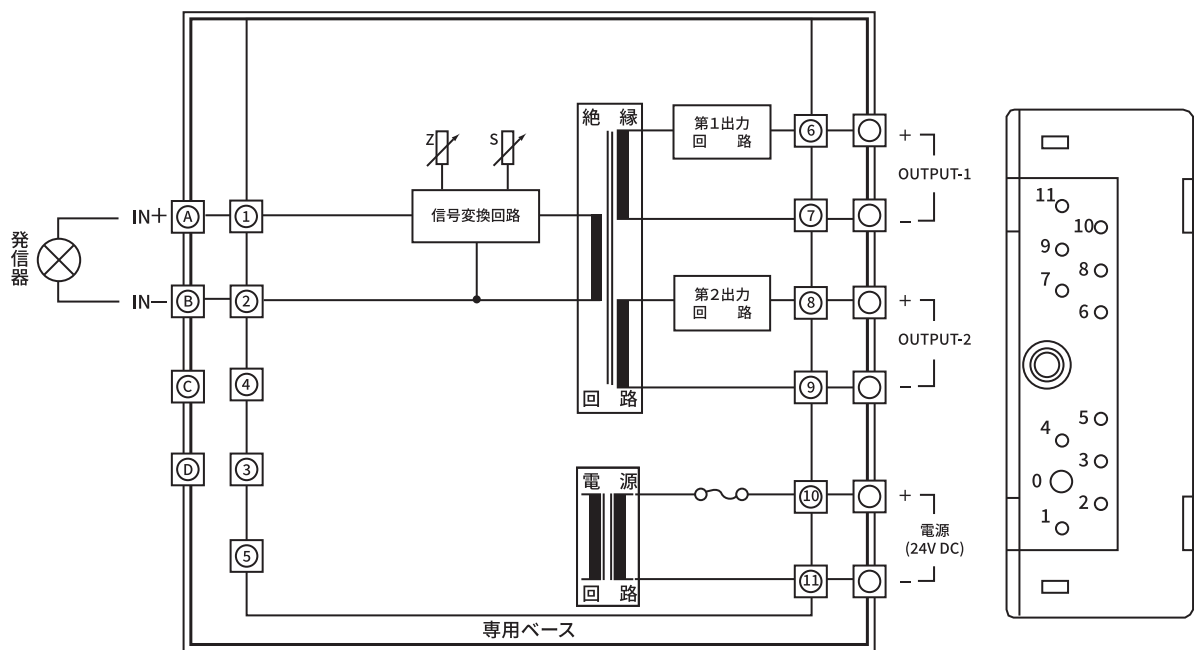 発信器
IN+
IN−
A
B
C
D
1
2
4
3
5
Z
S
信号変換回路
絶 縁
回 路
第1出力
回 路
第2出力
回 路
電 源
回 路
6
7
8
9
10
11
+
OUTPUT-1
−
+
OUTPUT-2
−
+
電源
(24V DC)
−
専用ベース
11
10
9
8
7
6
5
4
3
0
2
1